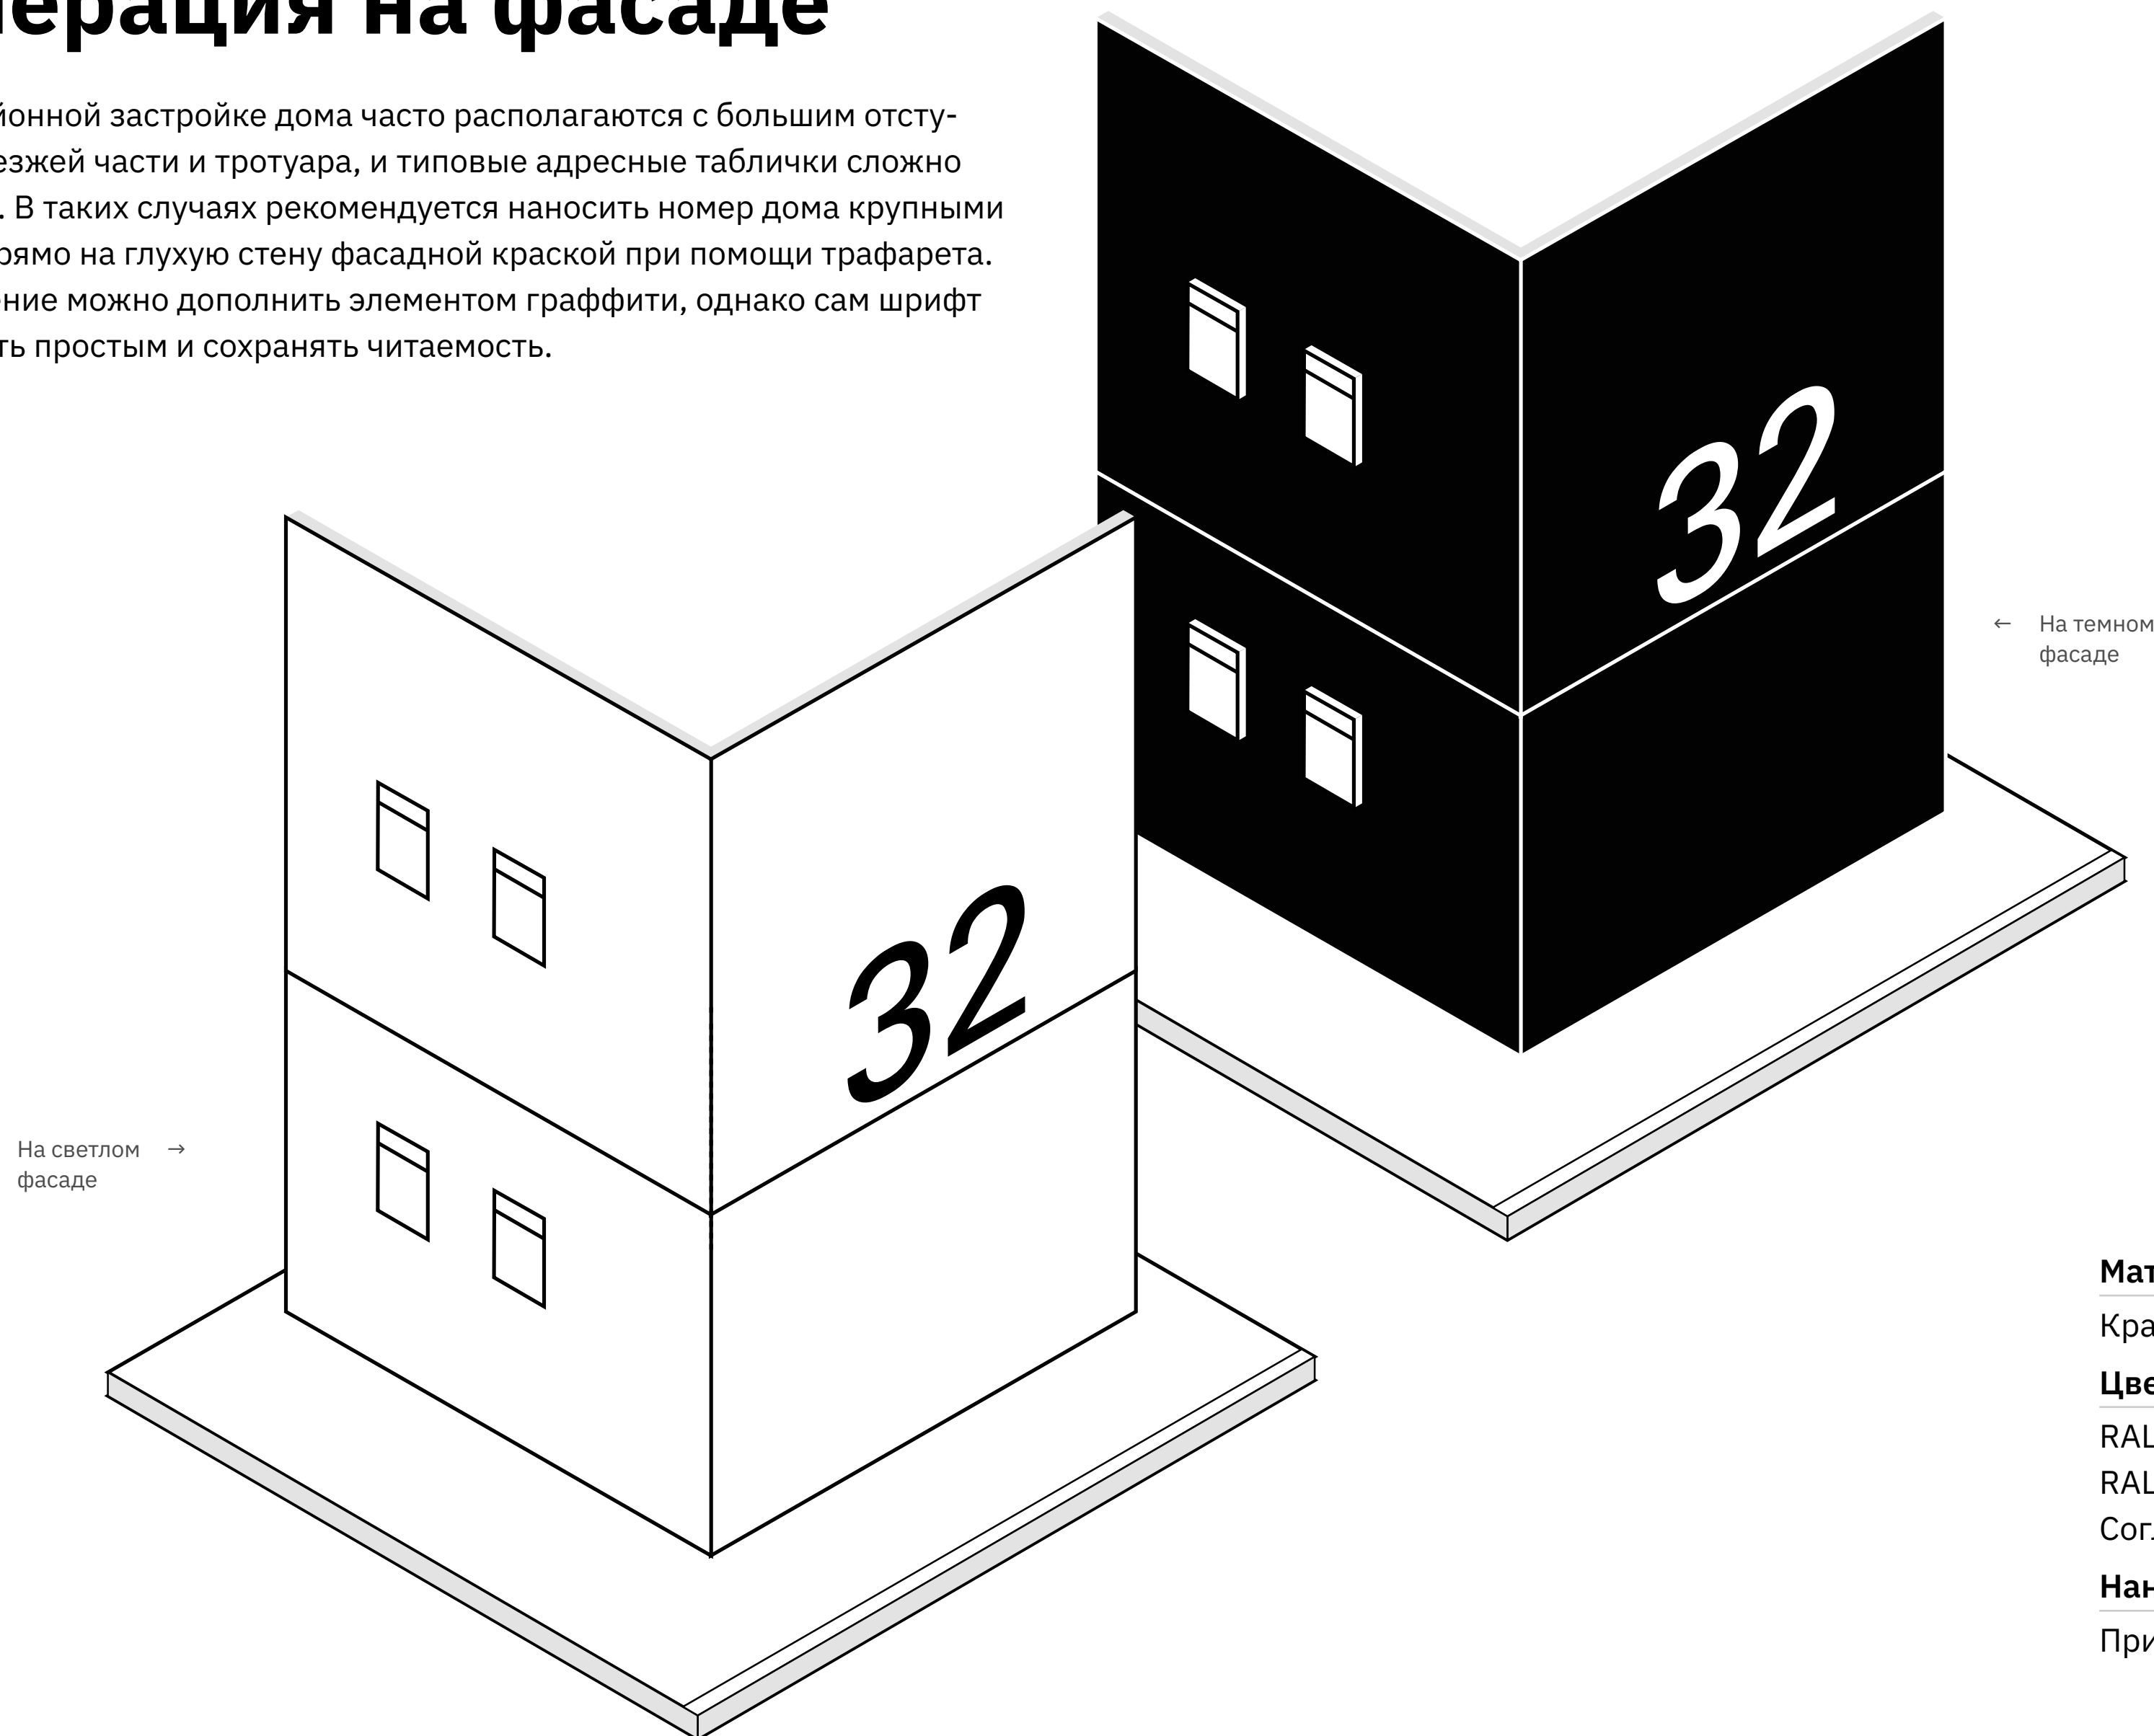 ерация на фасаде
йонной застройке дома часто располагаются с большим отсту-
езжей части и тротуара, и типовые адресные таблички сложно
. В таких случаях рекомендуется наносить номер дома крупными
рямо на глухую стену фасадной краской при помощи трафарета.
ение можно дополнить элементом граффити, однако сам шрифт
ть простым и сохранять читаемость.
32
32
← На темном
фасаде
На светлом →
фасаде
Мат
Кра
Цве
RAL
RAL
Сог
Нан
При